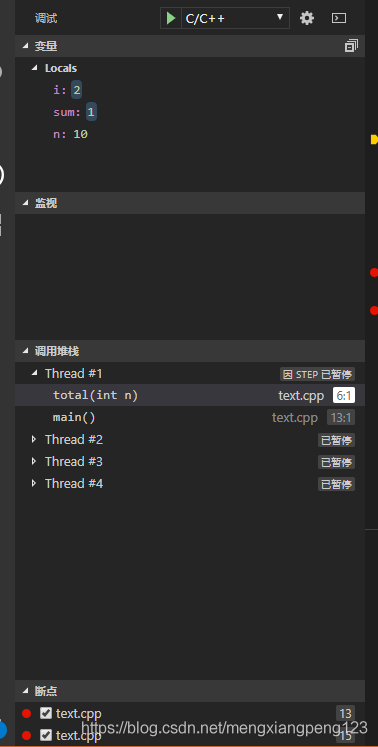 调试 C/C++
变量
Locals
i: 2
sum: 1
n: 10
监视
调用堆栈
Thread #1 因 STEP 已暂停
total(int n) text.cpp 6:1
main() text.cpp 13:1
Thread #2 已暂停
Thread #3 已暂停
Thread #4 已暂停
断点
text.cpp 13
text.cpp 15
https://blog.csdn.net/mengxiangpeng123